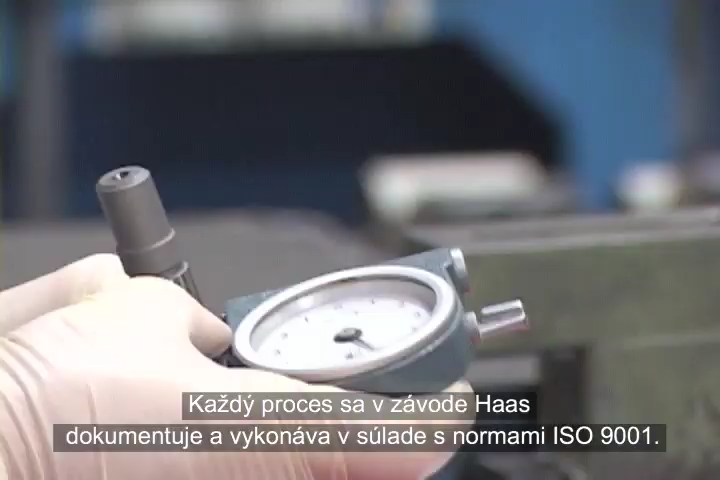 Každý proces sa v závode Haas
dokumentuje a vykonáva v súlade s normami ISO 9001.